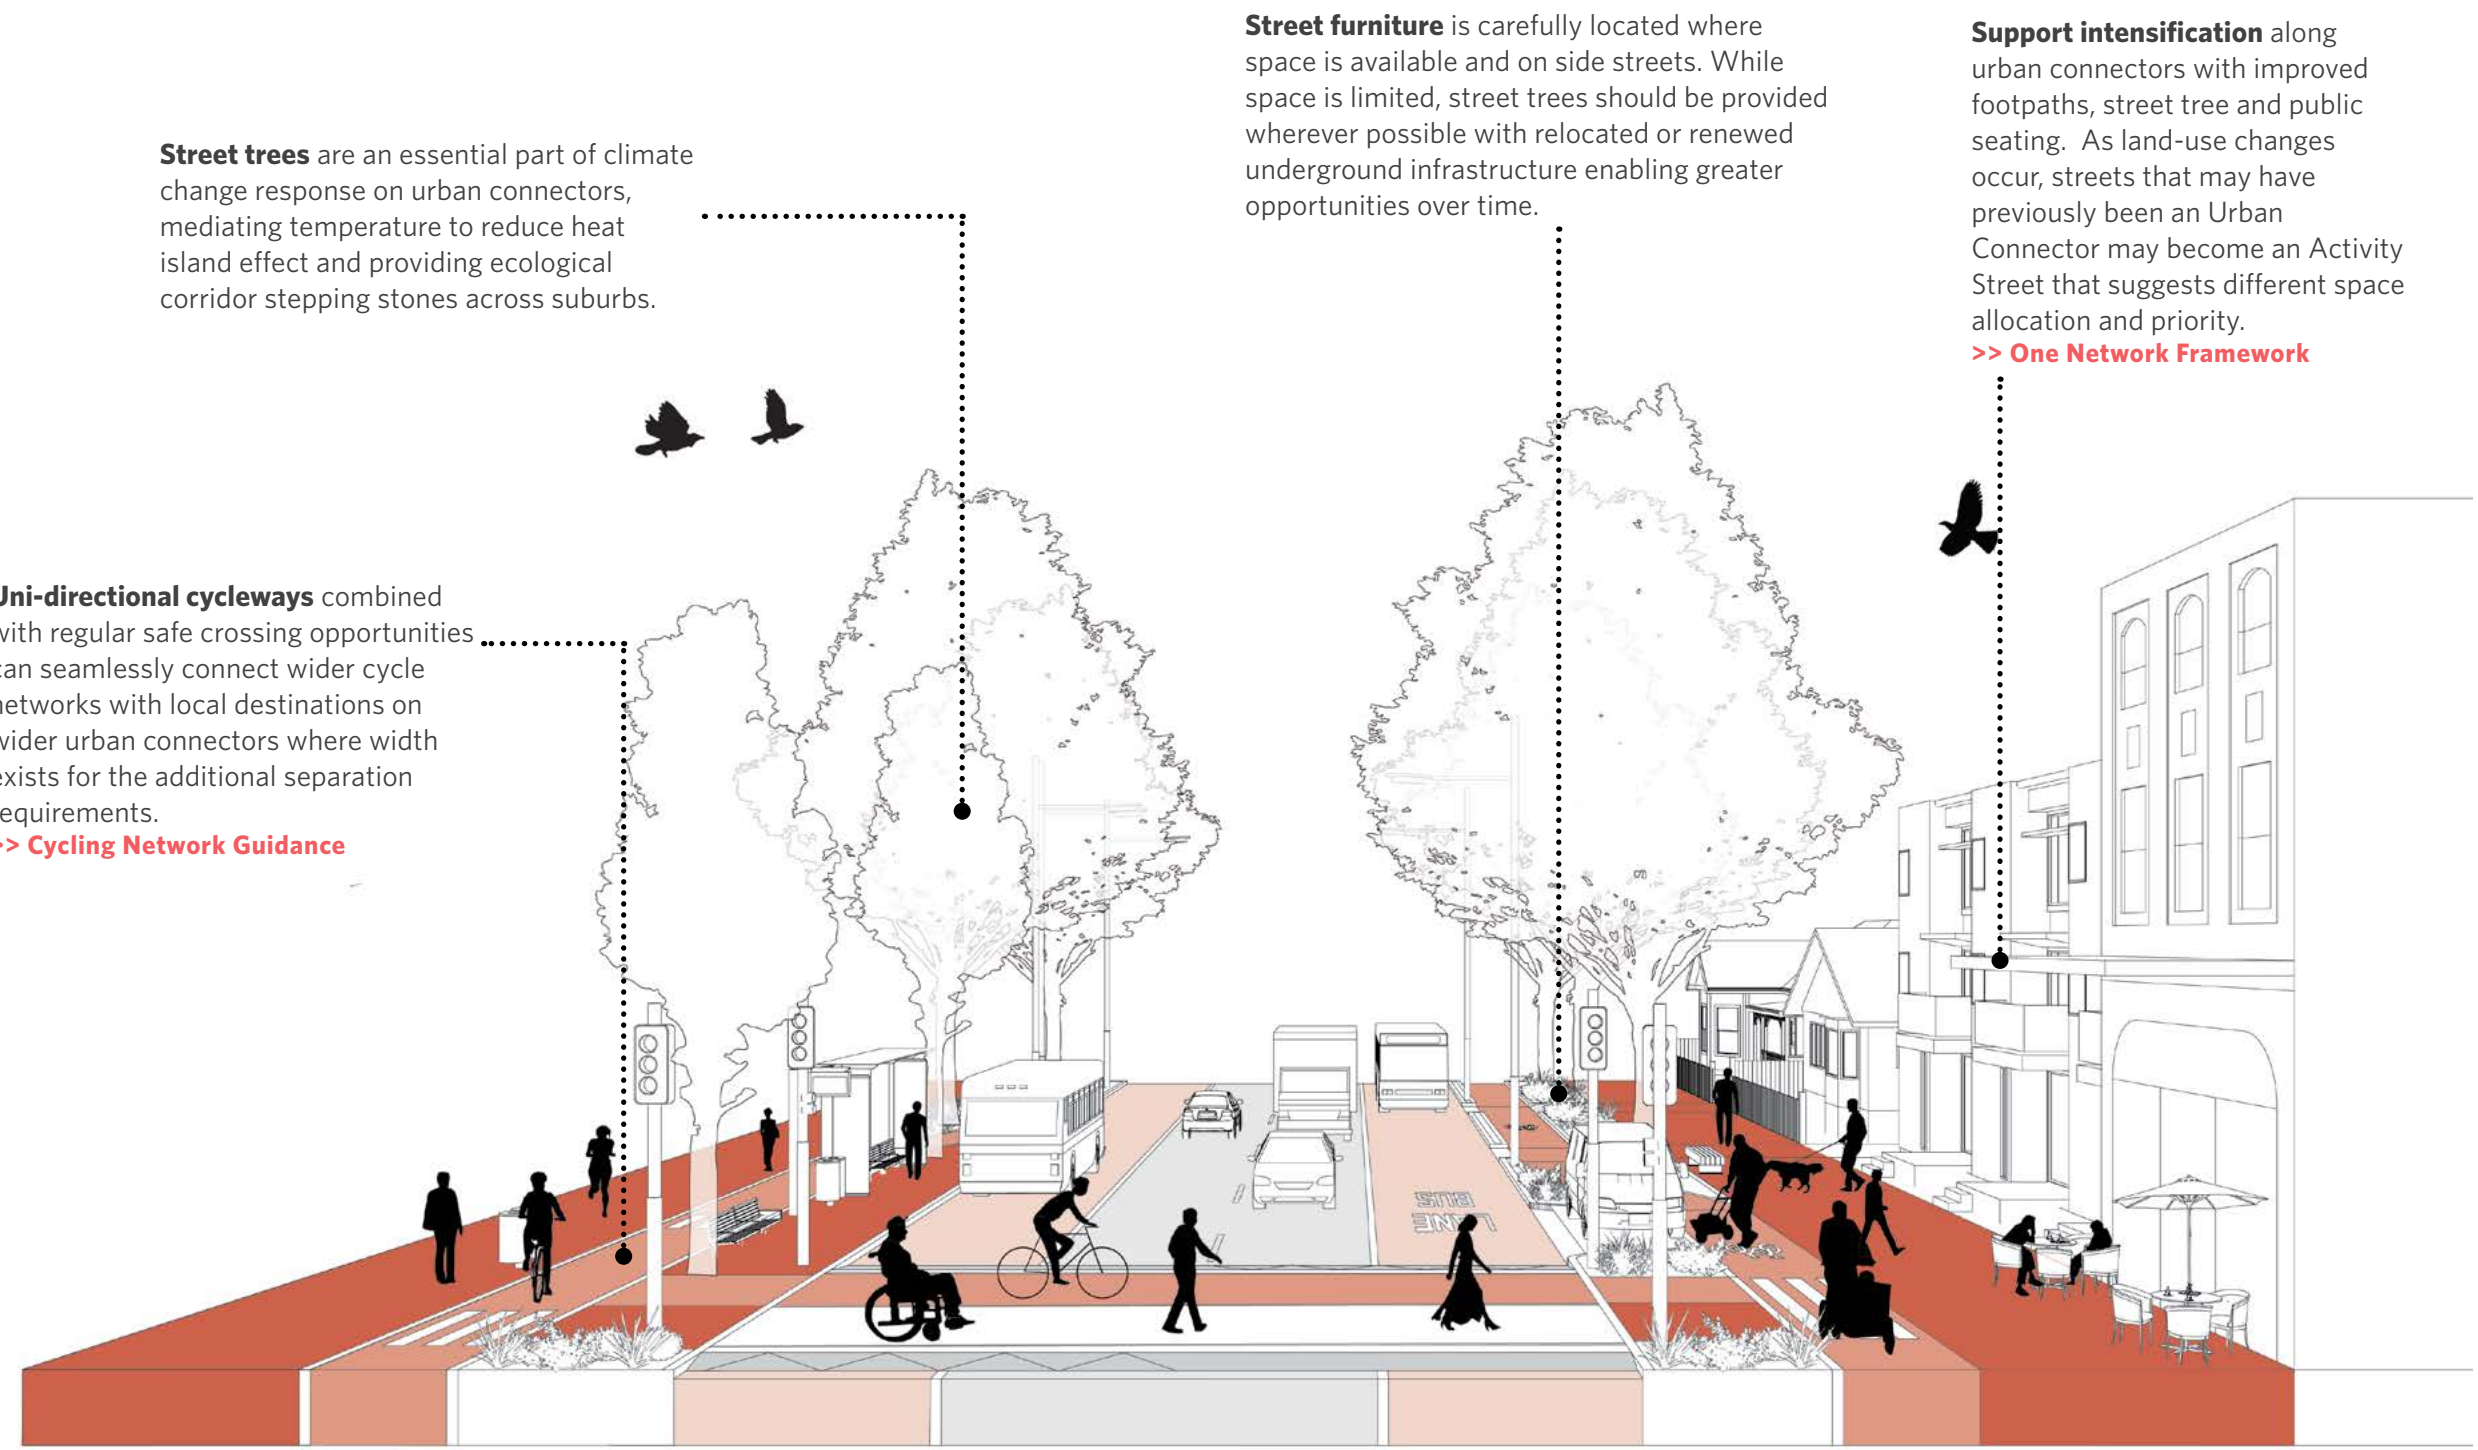 Street trees are an essential part of climate
change response on urban connectors,
mediating temperature to reduce heat
island effect and providing ecological
corridor stepping stones across suburbs.
Street furniture is carefully located where
space is available and on side streets. While
space is limited, street trees should be provided
wherever possible with relocated or renewed
underground infrastructure enabling greater
opportunities over time.
Support intensification along
urban connectors with improved
footpaths, street tree and public
seating. As land-use changes
occur, streets that may have
previously been an Urban
Connector may become an Activity
Street that suggests different space
allocation and priority.
>> One Network Framework
Uni-directional cycleways combined
with regular safe crossing opportunities
can seamlessly connect wider cycle
networks with local destinations on
wider urban connectors where width
exists for the additional separation
requirements.
>> Cycling Network Guidance
BUS
LANE